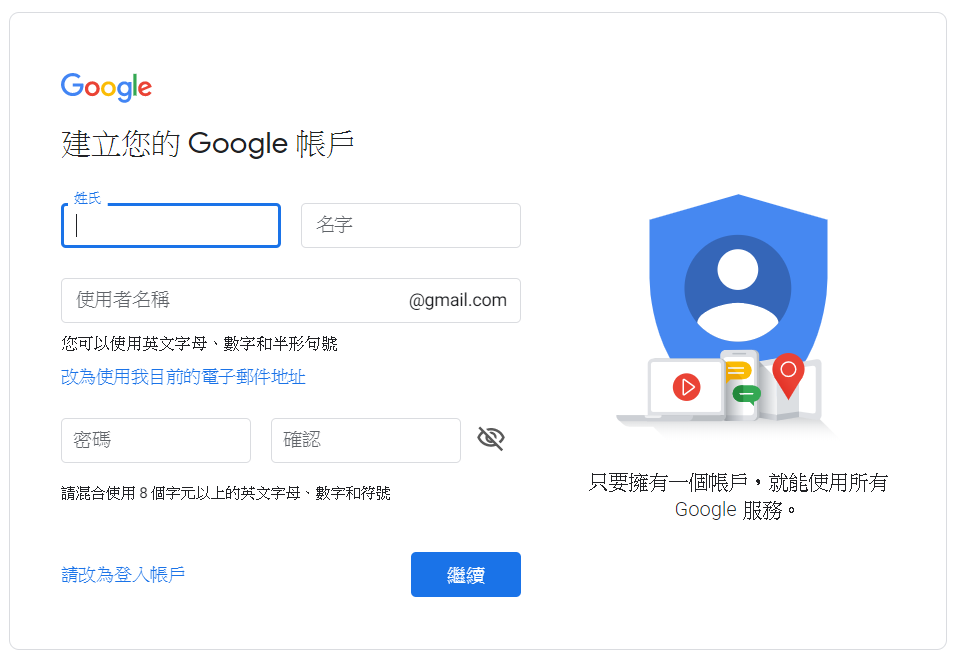 Google
建立您的 Google 帳戶
姓氏
名字
使用者名稱
@gmail.com
您可以使用英文字母、數字和半形句號
改為使用我目前的電子郵件地址
密碼
確認
請混合使用 8 個字元以上的英文字母、數字和符號
請改為登入帳戶
繼續
只要擁有一個帳戶，就能使用所有
Google 服務。